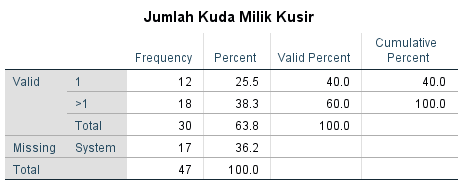 Jumlah Kuda Milik Kusir
Frequency Percent Valid Percent Cumulative Percent
Valid 1 12 25.5 40.0 40.0
>1 18 38.3 60.0 100.0
Total 30 63.8 100.0
Missing System 17 36.2
Total 47 100.0